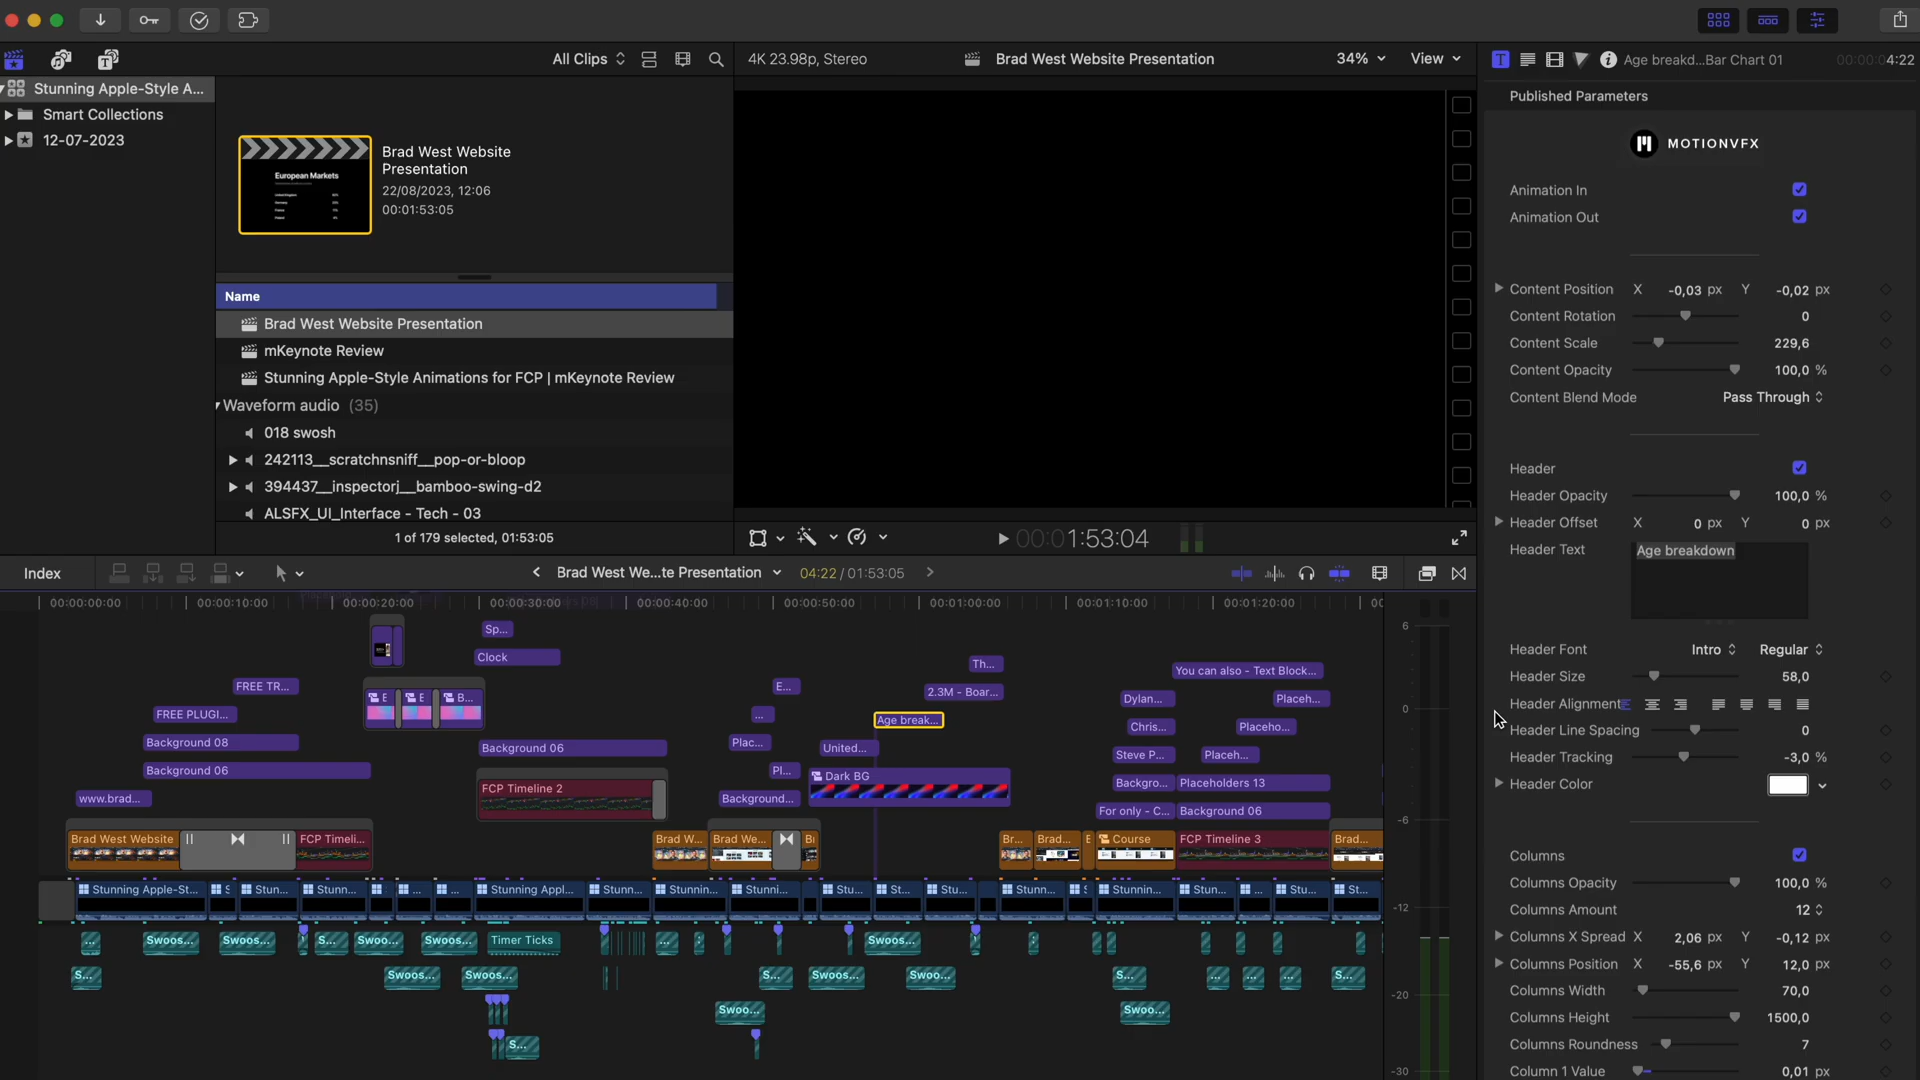 All Clips
4K 23.98p, Stereo
Brad West Website Presentation
34%
View
Age breakd...Bar Chart 01
00:00:04:22
Stunning Apple-Style A...
Smart Collections
12-07-2023
European Markets
Brad West Website
Presentation
22/08/2023, 12:06
00:01:53:05
Name
Brad West Website Presentation
mKeynote Review
Stunning Apple-Style Animations for FCP | mKeynote Review
Waveform audio (35)
018 swosh
242113__scratchnsniff__pop-or-bloop
394437__inspectorj__bamboo-swing-d2
ALSFX_UI_Interface - Tech - 03
1 of 179 selected, 01:53:05
00:01:53:04
Published Parameters
MOTIONVFX
Animation In
Animation Out
Content Position X -0,03 px Y -0,02 px
Content Rotation 0
Content Scale 229,6
Content Opacity 100,0 %
Content Blend Mode Pass Through
Header
Header Opacity 100,0 %
Header Offset X 0 px Y 0 px
Header Text Age breakdown
Header Font Intro Regular
Header Size 58,0
Header Alignment
Header Line Spacing 0
Header Tracking -3,0 %
Header Color
Columns
Columns Opacity 100,0 %
Columns Amount 12
Columns X Spread X 2,06 px Y -0,12 px
Columns Position X -55,6 px Y 12,0 px
Columns Width 70,0
Columns Height 1500,0
Columns Roundness 7
Column 1 Value 0,01 px
Index
Brad West We...te Presentation
04:22 / 01:53:05
00:00:00:00 00:00:10:00 00:00:20:00 00:00:30:00 00:00:40:00 00:00:50:00 00:01:00:00 00:01:10:00 00:01:20:00 00
Sp...
Clock
Th...
You can also - Text Block...
FREE TR...
E...
2.3M - Boar...
Dylan...
Placeh...
E
E
B...
FREE PLUGI...
...
Age break...
Chris...
Placeho...
Background 08
Background 06
Plac...
United...
Steve P...
Placeh...
Background 06
Pl...
Dark BG
Backgro...
Placeholders 13
www.brad...
FCP Timeline 2
Background...
For only - C...
Background 06
Brad West Website
FCP Timeli...
Brad W...
Brad We...
Br...
Brad...
E
Course
FCP Timeline 3
Brad...
Stunning Apple-St...
S
Stun...
Stunn...
...
...
...
Stunning Appl...
Stunn...
Stunnin...
Stunni...
Stu...
St...
Stu...
Stunn...
S
Stunnin...
Stun...
...
Stu...
St...
...
Swoos...
Swoos...
S...
Swoo...
Swoos...
Timer Ticks
...
Swoos...
S...
Swoos...
Swoos...
S...
Swoos...
Swoo...
S...
...
...
...
S...
Swoo...
Swoo...
S...
6
0
-6
-12
-20
-30